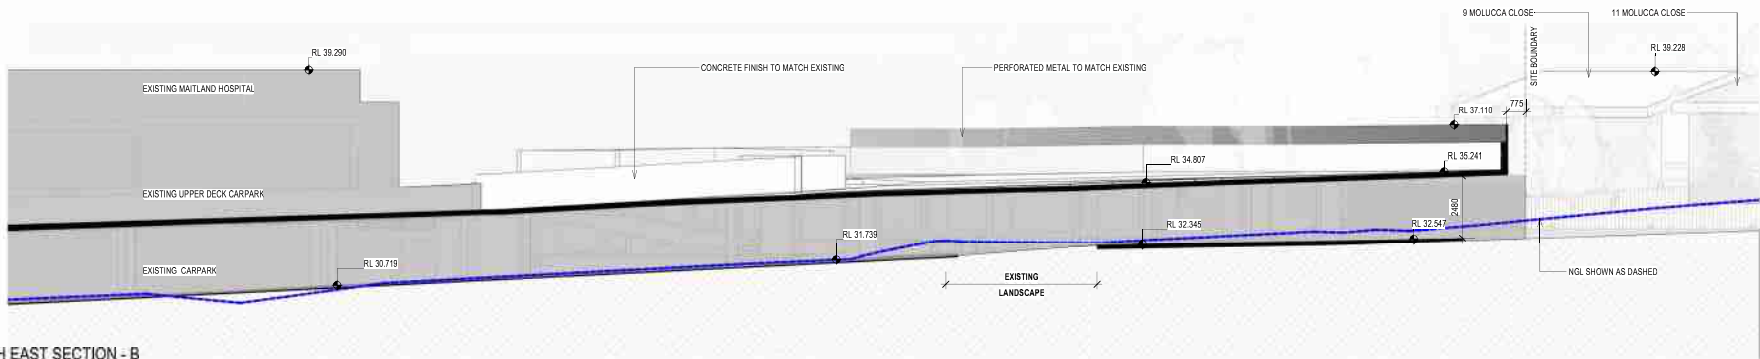 9 MOLUCCA CLOSE
11 MOLUCCA CLOSE
SITE BOUNDARY
RL 39.290
RL 39.228
CONCRETE FINISH TO MATCH EXISTING
PERFORATED METAL TO MATCH EXISTING
EXISTING MAITLAND HOSPITAL
775
RL 37.110
RL 34.807
RL 35.241
EXISTING UPPER DECK CARPARK
2480
RL 32.345
RL 32.547
RL 31.739
RL 30.719
EXISTING CARPARK
EXISTING
LANDSCAPE
NGL SHOWN AS DASHED
H EAST SECTION - B